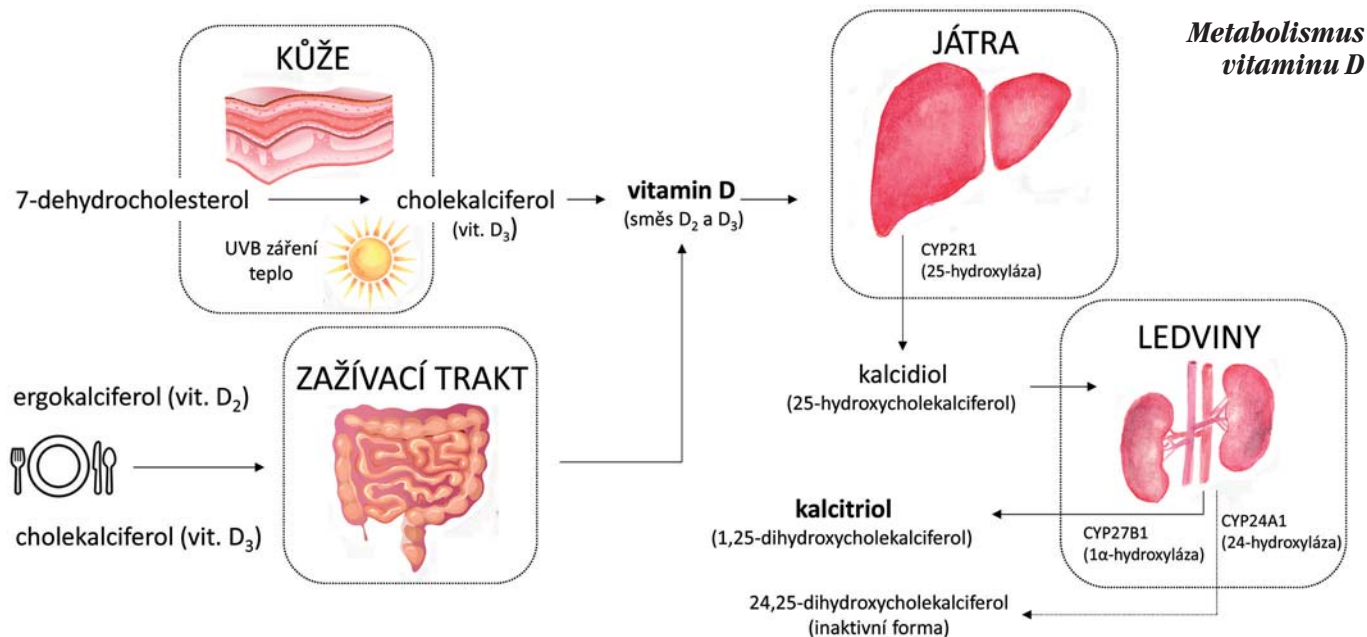 Metabolismus
vitaminu D
KŮŽE
7-dehydrocholesterol
UVB záření
teplo
cholekalciferol
(vit. D₃)
vitamin D
(směs D₂ a D₃)
JÁTRA
CYP2R1
(25-hydroxyláza)
ergokalciferol (vit. D₂)
cholekalciferol (vit. D₃)
ZAŽÍVACÍ TRAKT
kalcidiol
(25-hydroxycholekalciferol)
LEDVINY
CYP27B1
(1α-hydroxyláza)
CYP24A1
(24-hydroxyláza)
kalcitriol
(1,25-dihydroxycholekalciferol)
24,25-dihydroxycholekalciferol
(inaktivní forma)